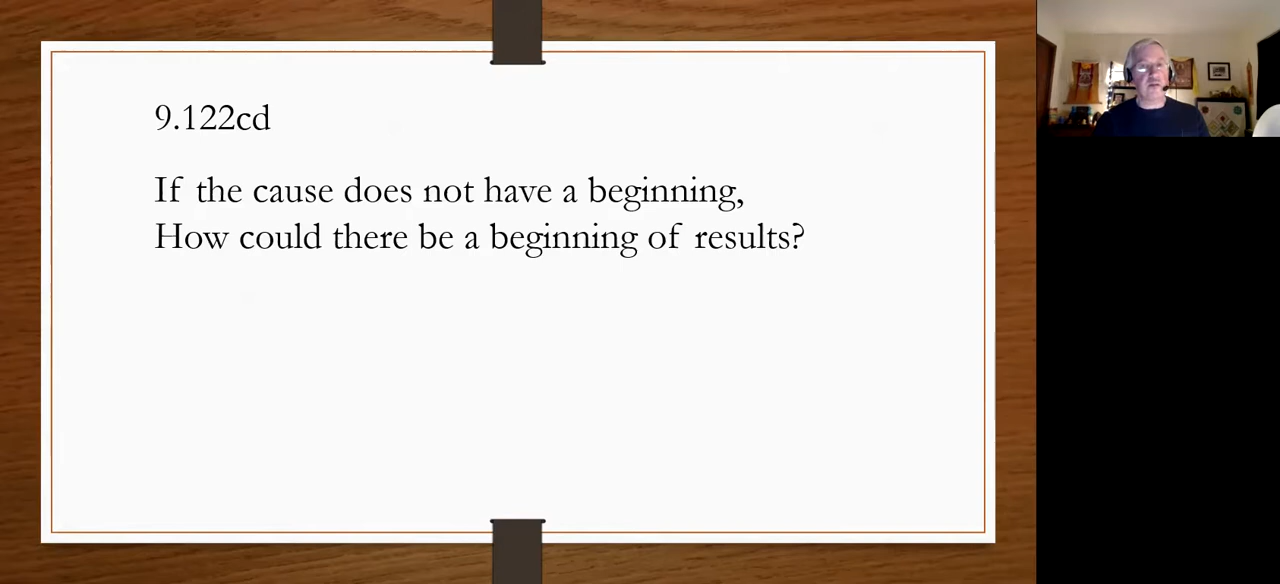 9.122cd
If the cause does not have a beginning,
How could there be a beginning of results?